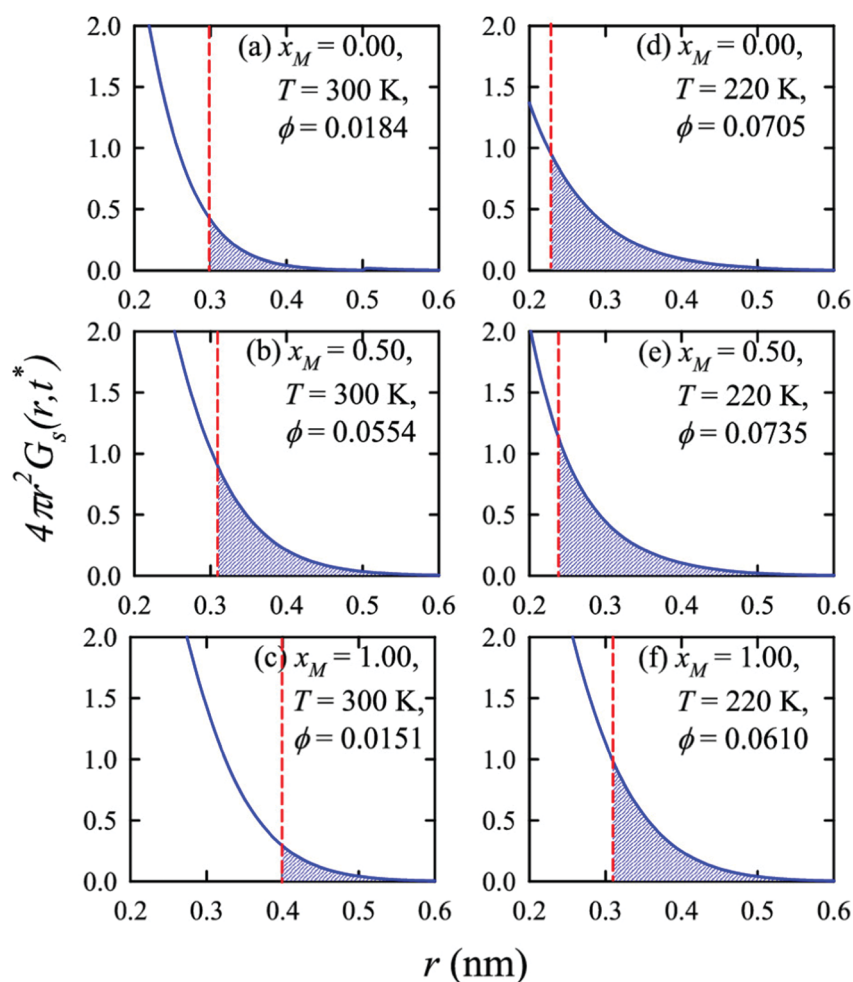 2.0
1.5
1.0
0.5
0.0
0.2 0.3 0.4 0.5 0.6
(a) x_M = 0.00,
T = 300 K,
ϕ = 0.0184
2.0
1.5
1.0
0.5
0.0
0.2 0.3 0.4 0.5 0.6
(d) x_M = 0.00,
T = 220 K,
ϕ = 0.0705
2.0
1.5
1.0
0.5
0.0
0.2 0.3 0.4 0.5 0.6
(b) x_M = 0.50,
T = 300 K,
ϕ = 0.0554
2.0
1.5
1.0
0.5
0.0
0.2 0.3 0.4 0.5 0.6
(e) x_M = 0.50,
T = 220 K,
ϕ = 0.0735
2.0
1.5
1.0
0.5
0.0
0.2 0.3 0.4 0.5 0.6
(c) x_M = 1.00,
T = 300 K,
ϕ = 0.0151
2.0
1.5
1.0
0.5
0.0
0.2 0.3 0.4 0.5 0.6
(f) x_M = 1.00,
T = 220 K,
ϕ = 0.0610
4πr²G_s(r,t*)
r (nm)